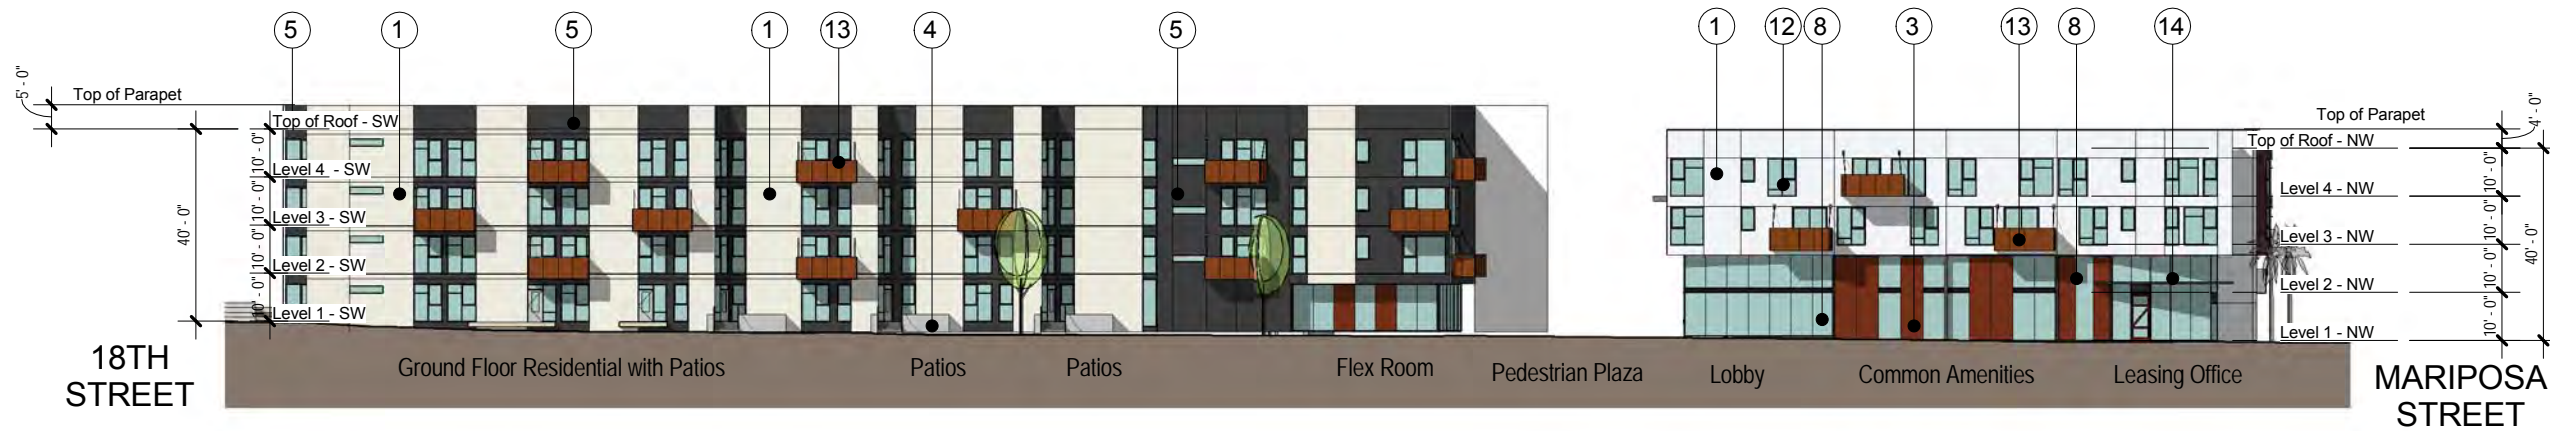 5
1
5
1
13
4
5
1
12
8
3
13
8
14
5' - 0"
Top of Parapet
Top of Roof - SW
10' - 0"
Level 4 - SW
10' - 0"
Level 3 - SW
40' - 0"
10' - 0"
Level 2 - SW
10' - 0"
Level 1 - SW
Top of Parapet
4' - 0"
Top of Roof - NW
10' - 0"
Level 4 - NW
10' - 0"
Level 3 - NW
40' - 0"
10' - 0"
Level 2 - NW
10' - 0"
Level 1 - NW
18TH
STREET
Ground Floor Residential with Patios
Patios
Patios
Flex Room
Pedestrian Plaza
Lobby
Common Amenities
Leasing Office
MARIPOSA
STREET